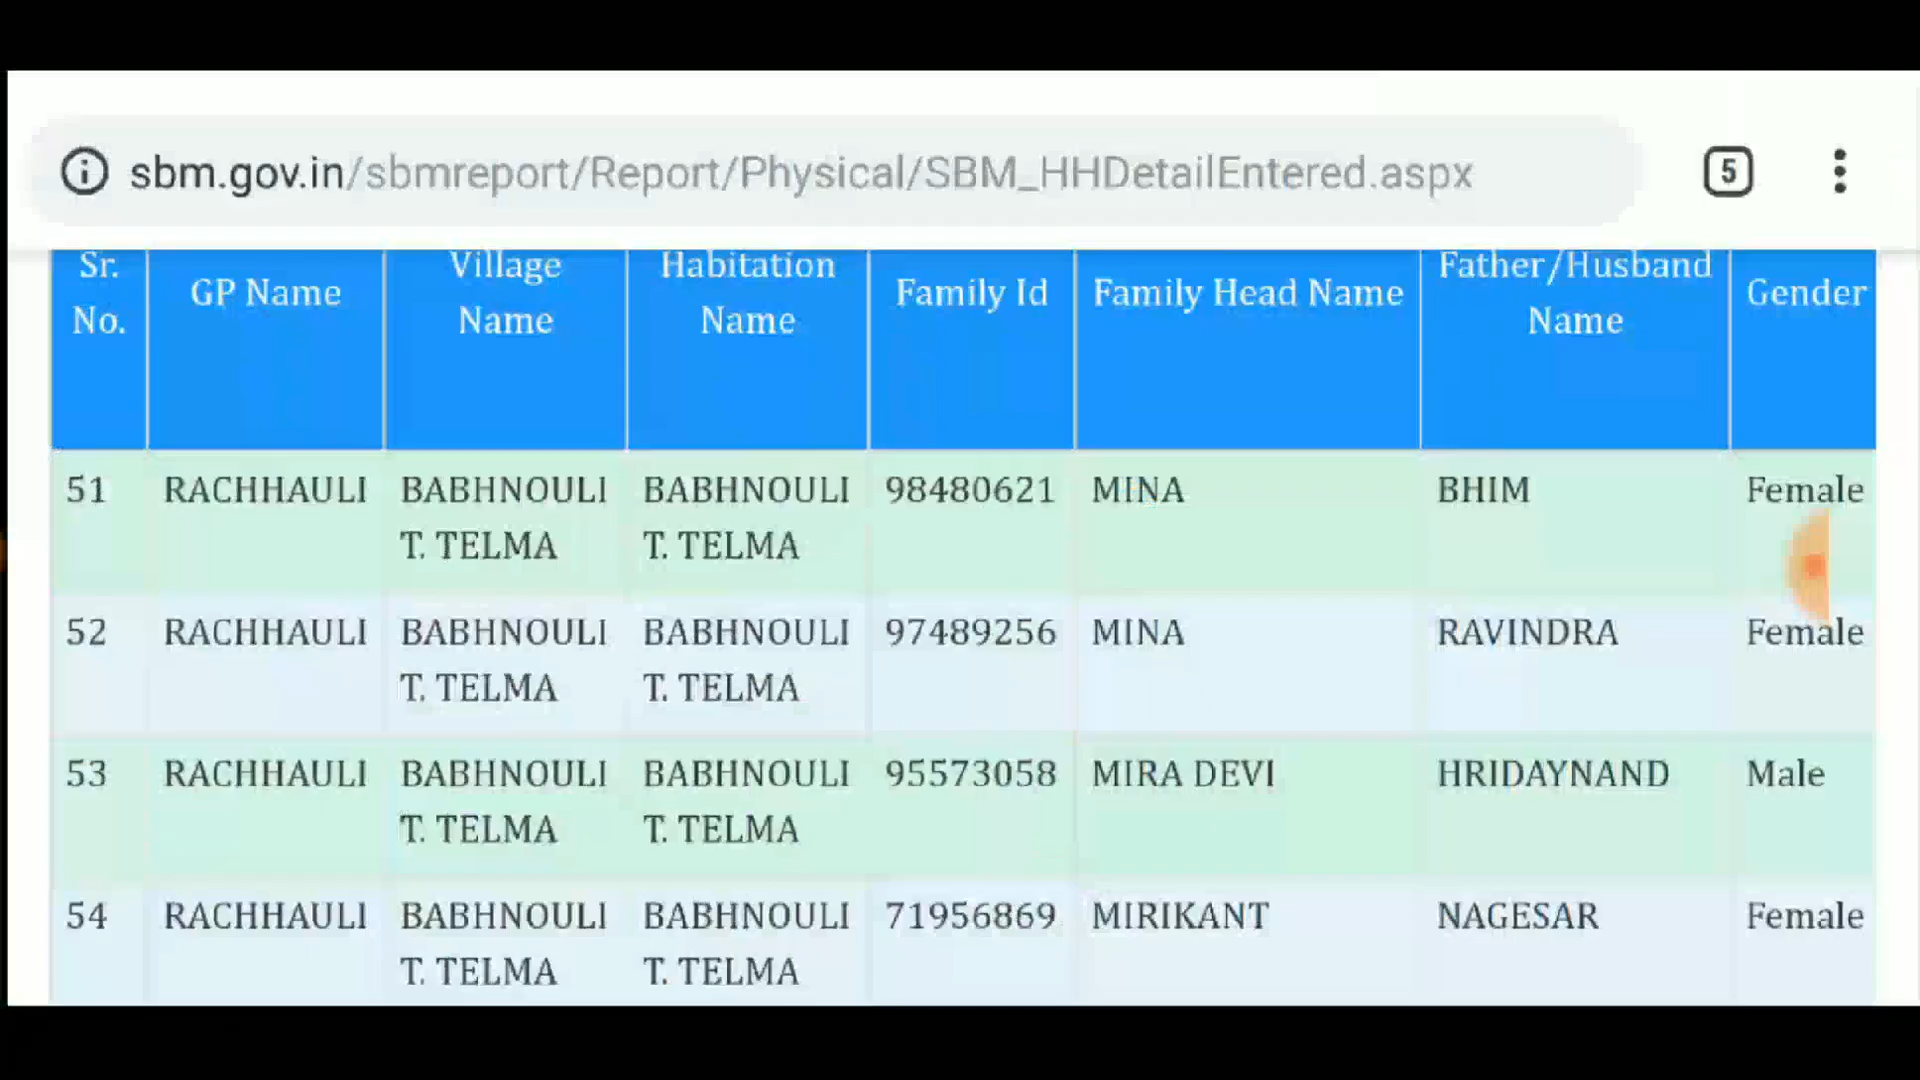 sbm.gov.in/sbmreport/Report/Physical/SBM_HHDetailEntered.aspx 5
Sr. No. GP Name Village Name Habitation Name Family Id Family Head Name Father/Husband Name Gender
51 RACHHAULI BABHNOULI T. TELMA BABHNOULI T. TELMA 98480621 MINA BHIM Female
52 RACHHAULI BABHNOULI T. TELMA BABHNOULI T. TELMA 97489256 MINA RAVINDRA Female
53 RACHHAULI BABHNOULI T. TELMA BABHNOULI T. TELMA 95573058 MIRA DEVI HRIDAYNAND Male
54 RACHHAULI BABHNOULI T. TELMA BABHNOULI T. TELMA 71956869 MIRIKANT NAGESAR Female